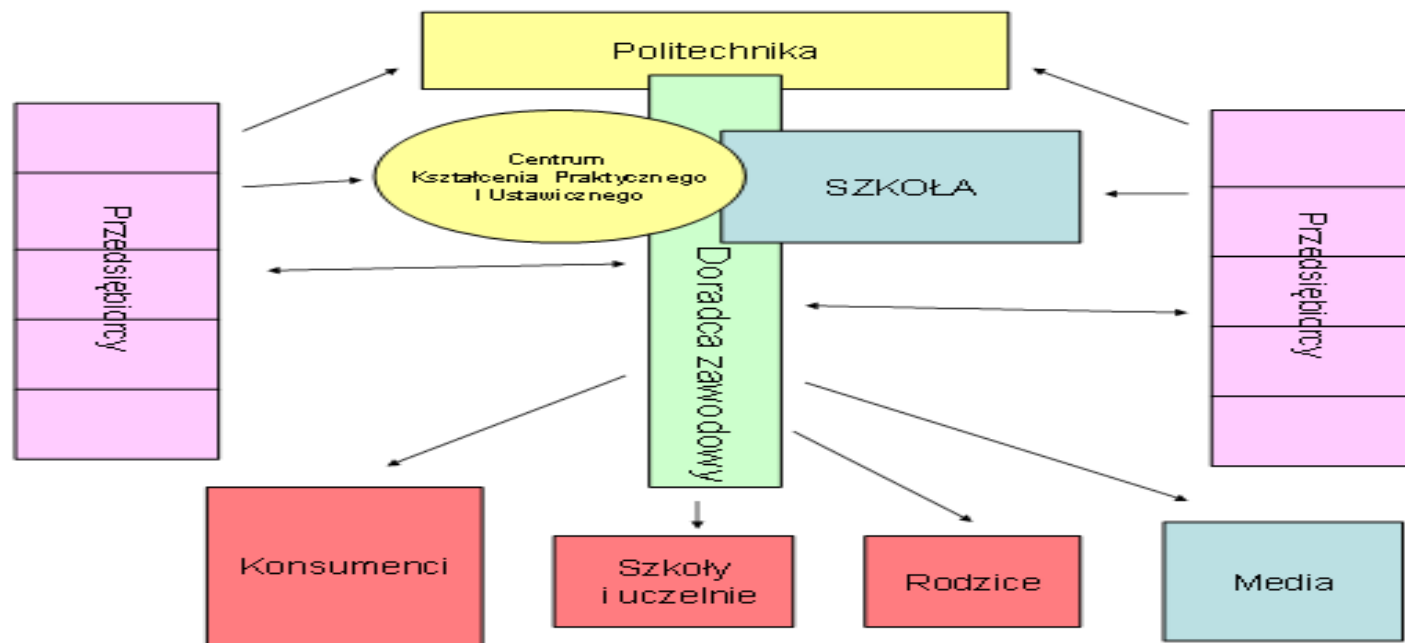 Politechnika
Centrum
Kształcenia Praktycznego
I Ustawicznego
SZKOŁA
Przedsiębiorcy
Doradca zawodowy
Przedsiębiorcy
Konsumenci
Szkoły
i uczelnie
Rodzice
Media